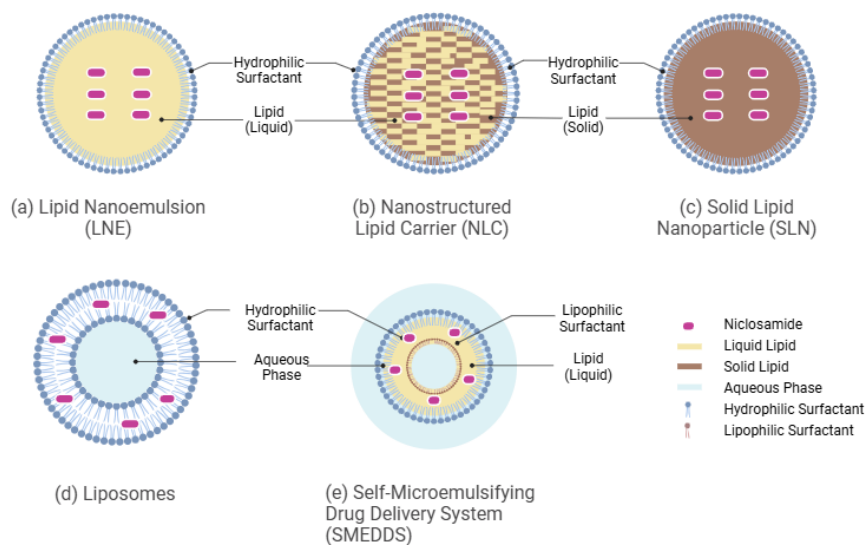 Hydrophilic
Surfactant
Lipid
(Liquid)
Hydrophilic
Surfactant
Lipid
(Solid)
(a) Lipid Nanoemulsion
(LNE)
(b) Nanostructured
Lipid Carrier (NLC)
(c) Solid Lipid
Nanoparticle (SLN)
Hydrophilic
Surfactant
Aqueous
Phase
Lipophilic
Surfactant
Lipid
(Liquid)
Niclosamide
Liquid Lipid
Solid Lipid
Aqueous Phase
Hydrophilic Surfactant
Lipophilic Surfactant
(d) Liposomes
(e) Self-Microemulsifying
Drug Delivery System
(SMEDDS)